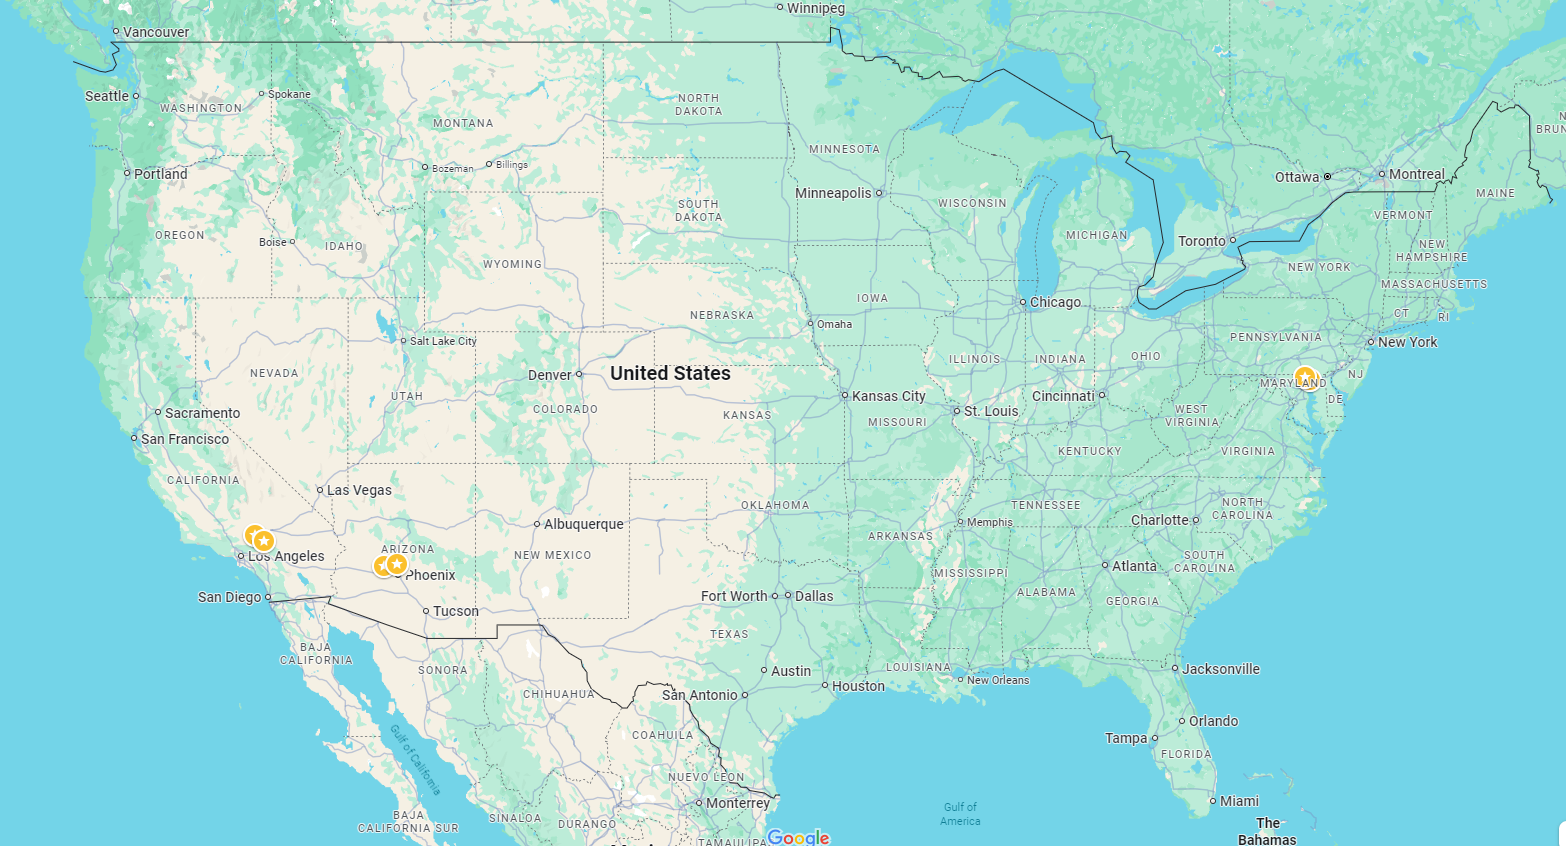 Winnipeg
Vancouver
Seattle
Spokane
WASHINGTON
NORTH
DAKOTA
MONTANA
MINNESOTA
Bozeman
Billings
Portland
Ottawa
Montreal
Minneapolis
MAINE
SOUTH
DAKOTA
WISCONSIN
VERMONT
OREGON
Boise
IDAHO
MICHIGAN
Toronto
NEW
HAMPSHIRE
WYOMING
NEW YORK
MASSACHUSETTS
IOWA
Chicago
NEBRASKA
CT
RI
Omaha
Salt Lake City
PENNSYLVANIA
New York
ILLINOIS
INDIANA
OHIO
NEVADA
Denver
United States
NJ
MARYLAND
UTAH
Kansas City
Cincinnati
DE
COLORADO
KANSAS
St. Louis
WEST
VIRGINIA
Sacramento
MISSOURI
San Francisco
KENTUCKY
VIRGINIA
CALIFORNIA
Las Vegas
OKLAHOMA
TENNESSEE
NORTH
CAROLINA
Albuquerque
Memphis
Charlotte
ARKANSAS
ARIZONA
Los Angeles
NEW MEXICO
SOUTH
CAROLINA
Phoenix
MISSISSIPPI
Atlanta
San Diego
Fort Worth
Dallas
ALABAMA
GEORGIA
Tucson
TEXAS
BAJA
CALIFORNIA
SONORA
LOUISIANA
Jacksonville
Austin
New Orleans
Houston
CHIHUAHUA
San Antonio
Orlando
COAHUILA
Tampa
Gulf of California
FLORIDA
NUEVO LEON
Monterrey
Miami
Gulf of
America
BAJA
CALIFORNIA SUR
SINALOA
DURANGO
The
Bahamas
Google